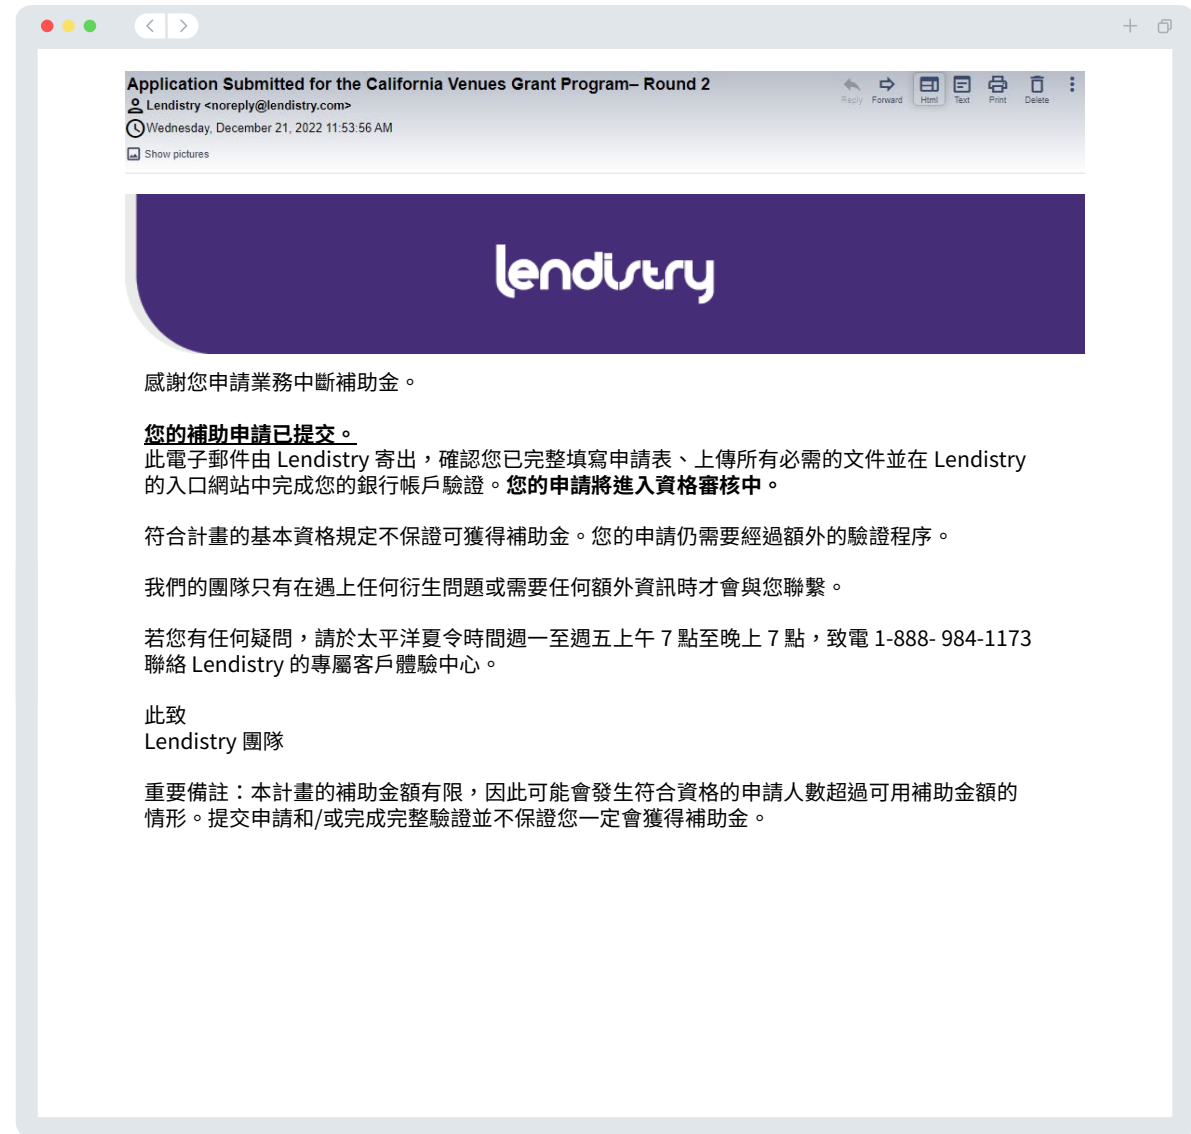 Application Submitted for the California Venues Grant Program– Round 2
Lendistry <noreply@lendistry.com>
Wednesday, December 21, 2022 11:53:56 AM
Show pictures
Reply Forward Html Text Print Delete
lendistry
感謝您申請業務中斷補助金。
您的補助申請已提交。
此電子郵件由 Lendistry 寄出，確認您已完整填寫申請表、上傳所有必需的文件並在 Lendistry
的入口網站中完成您的銀行帳戶驗證。您的申請將進入資格審核中。
符合計畫的基本資格規定不保證可獲得補助金。您的申請仍需要經過額外的驗證程序。
我們的團隊只有在遇上任何衍生問題或需要任何額外資訊時才會與您聯繫。
若您有任何疑問，請於太平洋夏令時間週一至週五上午 7 點至晚上 7 點，致電 1-888- 984-1173
聯絡 Lendistry 的專屬客戶體驗中心。
此致
Lendistry 團隊
重要備註：本計畫的補助金額有限，因此可能會發生符合資格的申請人數超過可用補助金額的
情形。提交申請和/或完成完整驗證並不保證您一定會獲得補助金。